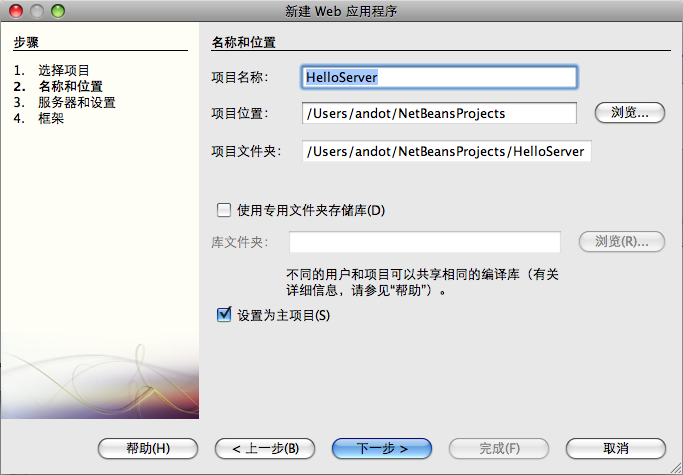 新建 Web 应用程序
步骤
1. 选择项目
2. 名称和位置
3. 服务器和设置
4. 框架
名称和位置
项目名称: HelloServer
项目位置: /Users/andot/NetBeansProjects 浏览...
项目文件夹: /Users/andot/NetBeansProjects/HelloServer
使用专用文件夹存储库(D)
库文件夹: 浏览(R)...
不同的用户和项目可以共享相同的编译库（有关
详细信息，请参见“帮助”）。
设置为主项目(S)
帮助(H) < 上一步(B) 下一步 > 完成(F) 取消